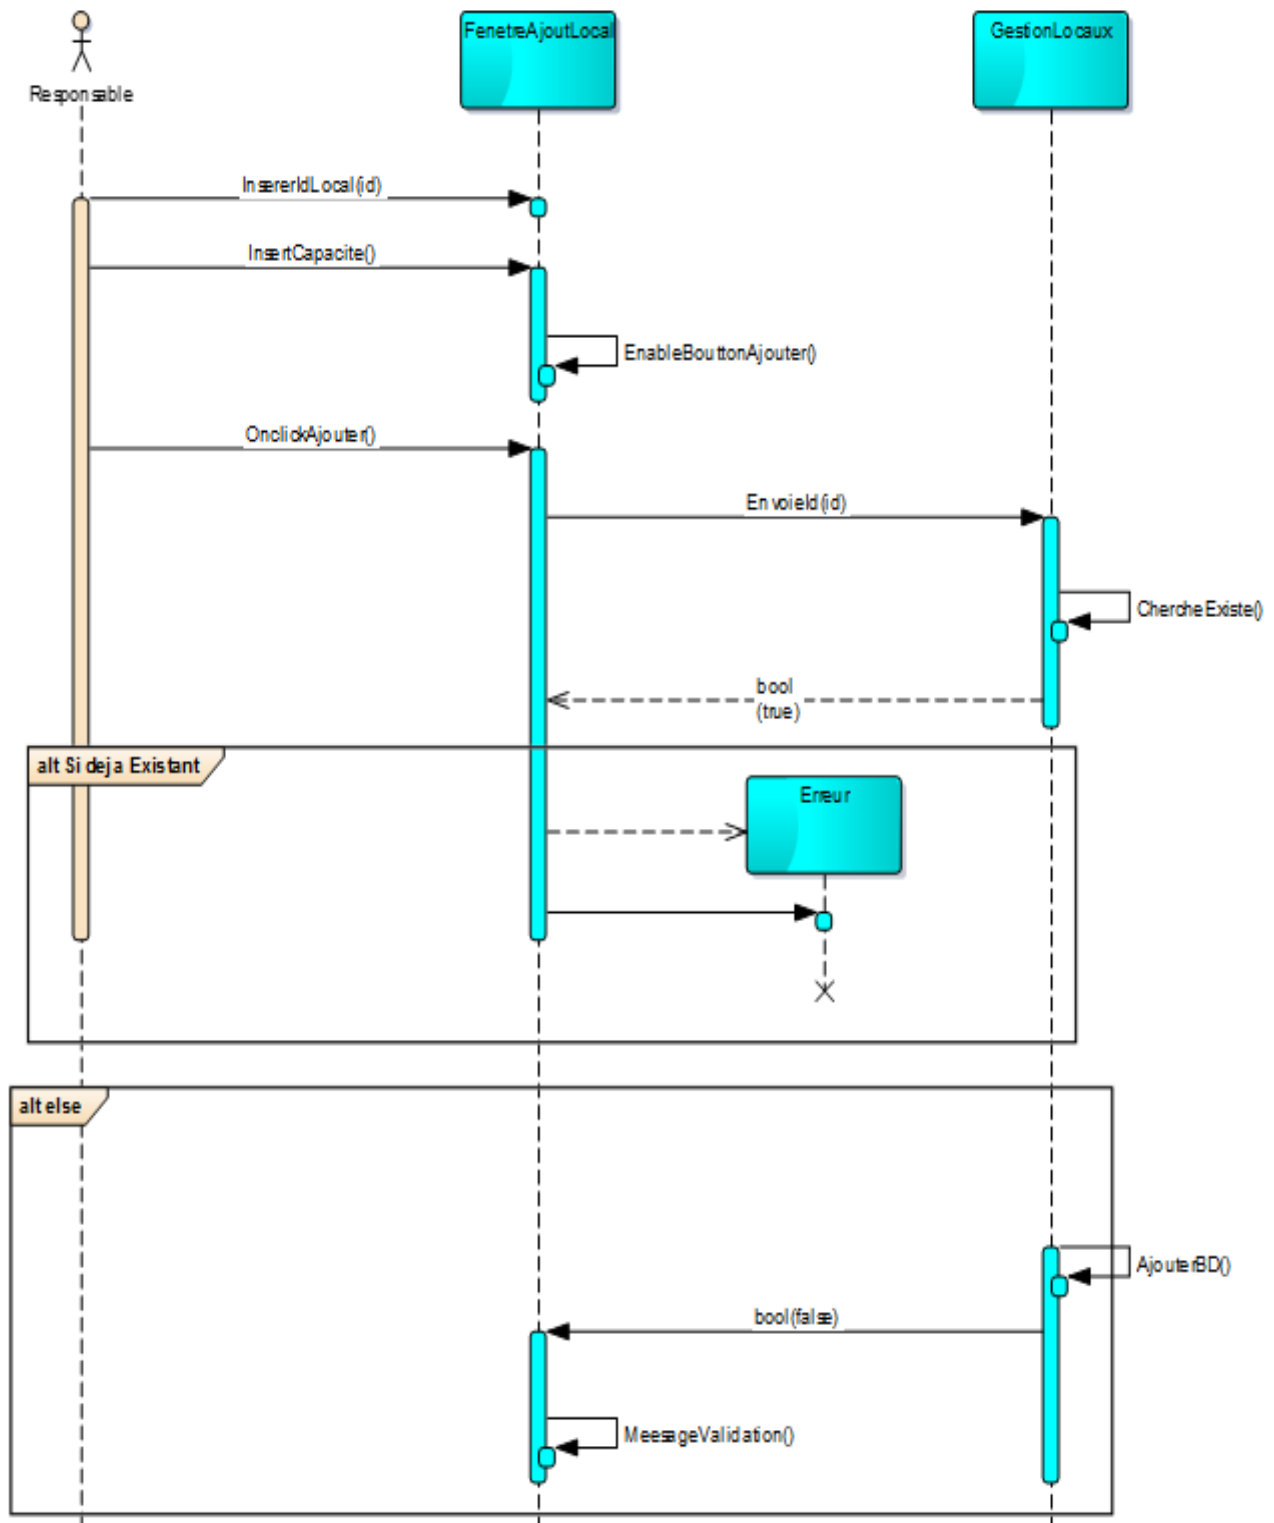 Responsable
FenetreAjoutLocal
GestionLocaux
InsererIdLocal(id)
InsertCapacite()
EnableBouttonAjouter()
OnclickAjouter()
EnvoieId(id)
ChercheExiste()
bool
(true)
alt Si deja Existant
Erreur
alt else
AjouterBD()
bool(false)
MeesageValidation()